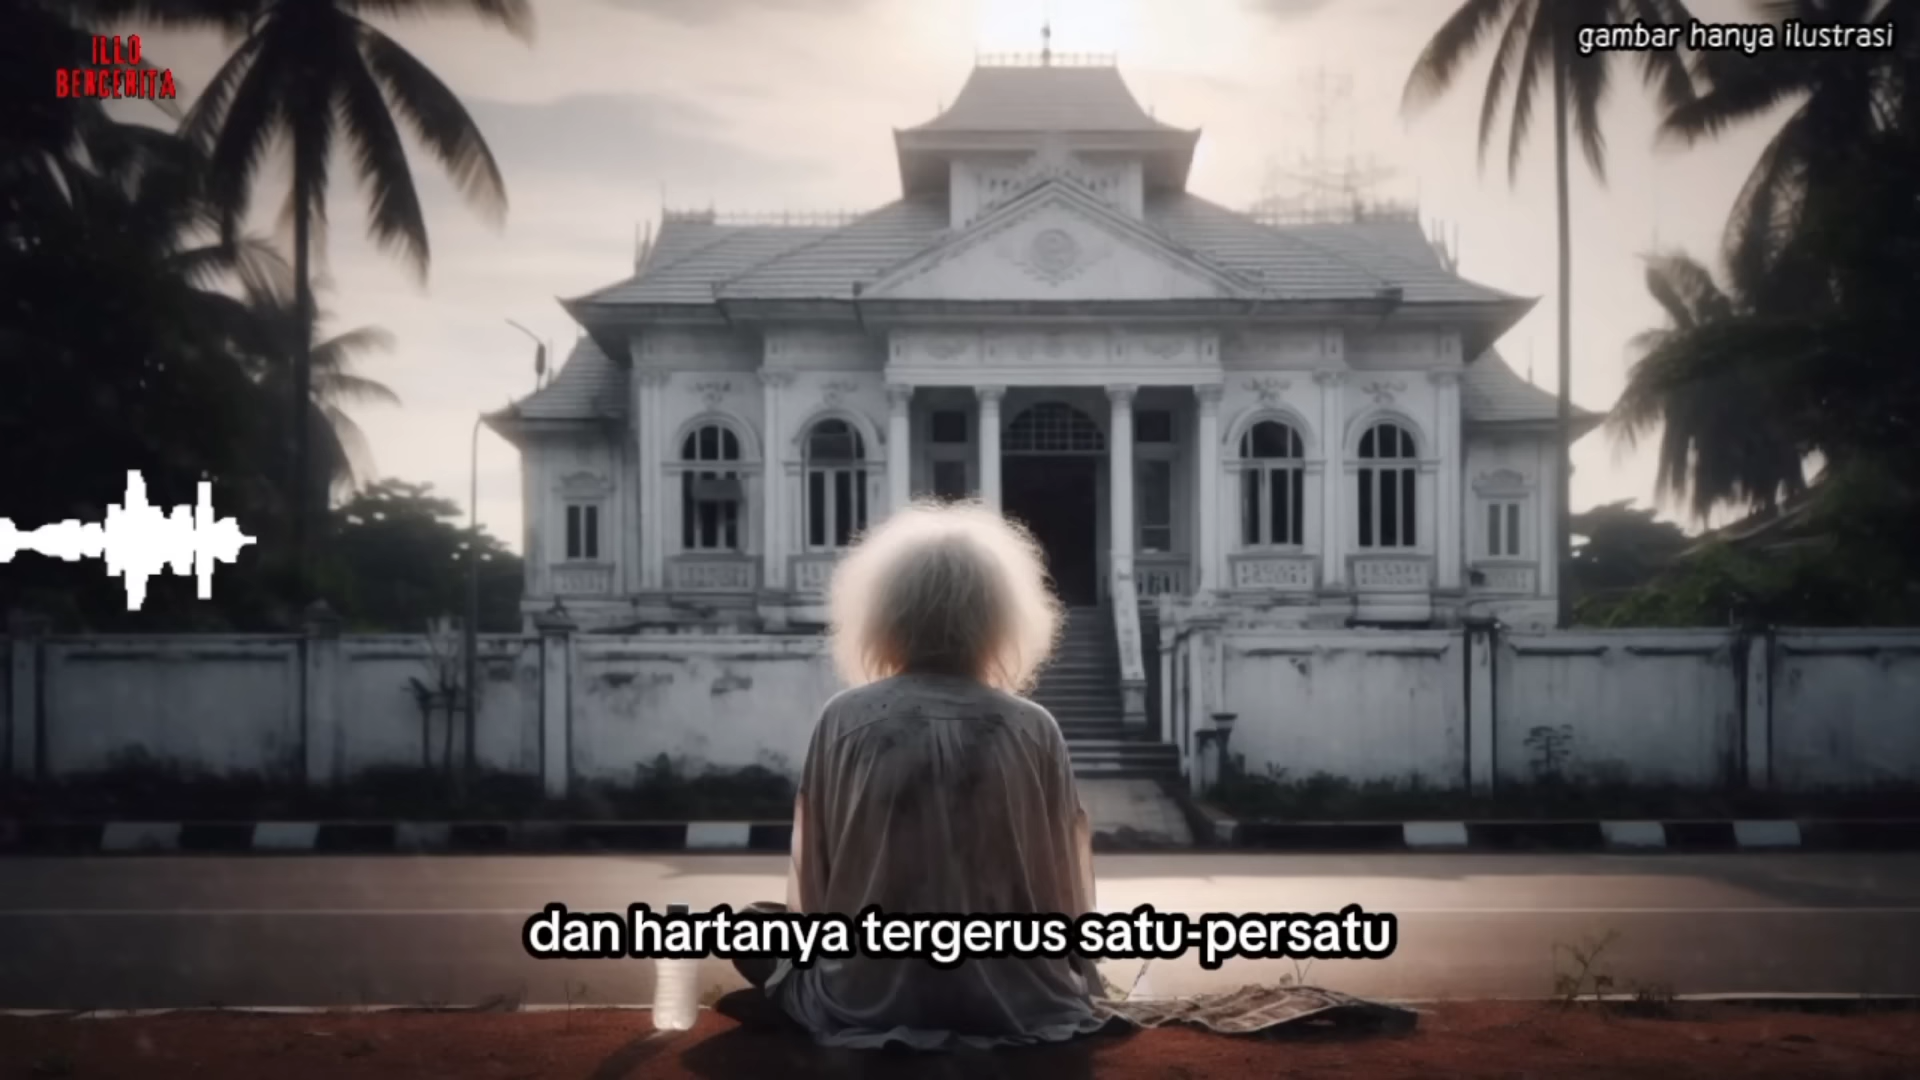 ILLO
BERCERITA
gambar hanya ilustrasi
dan hartanya tergerus satu-persatu